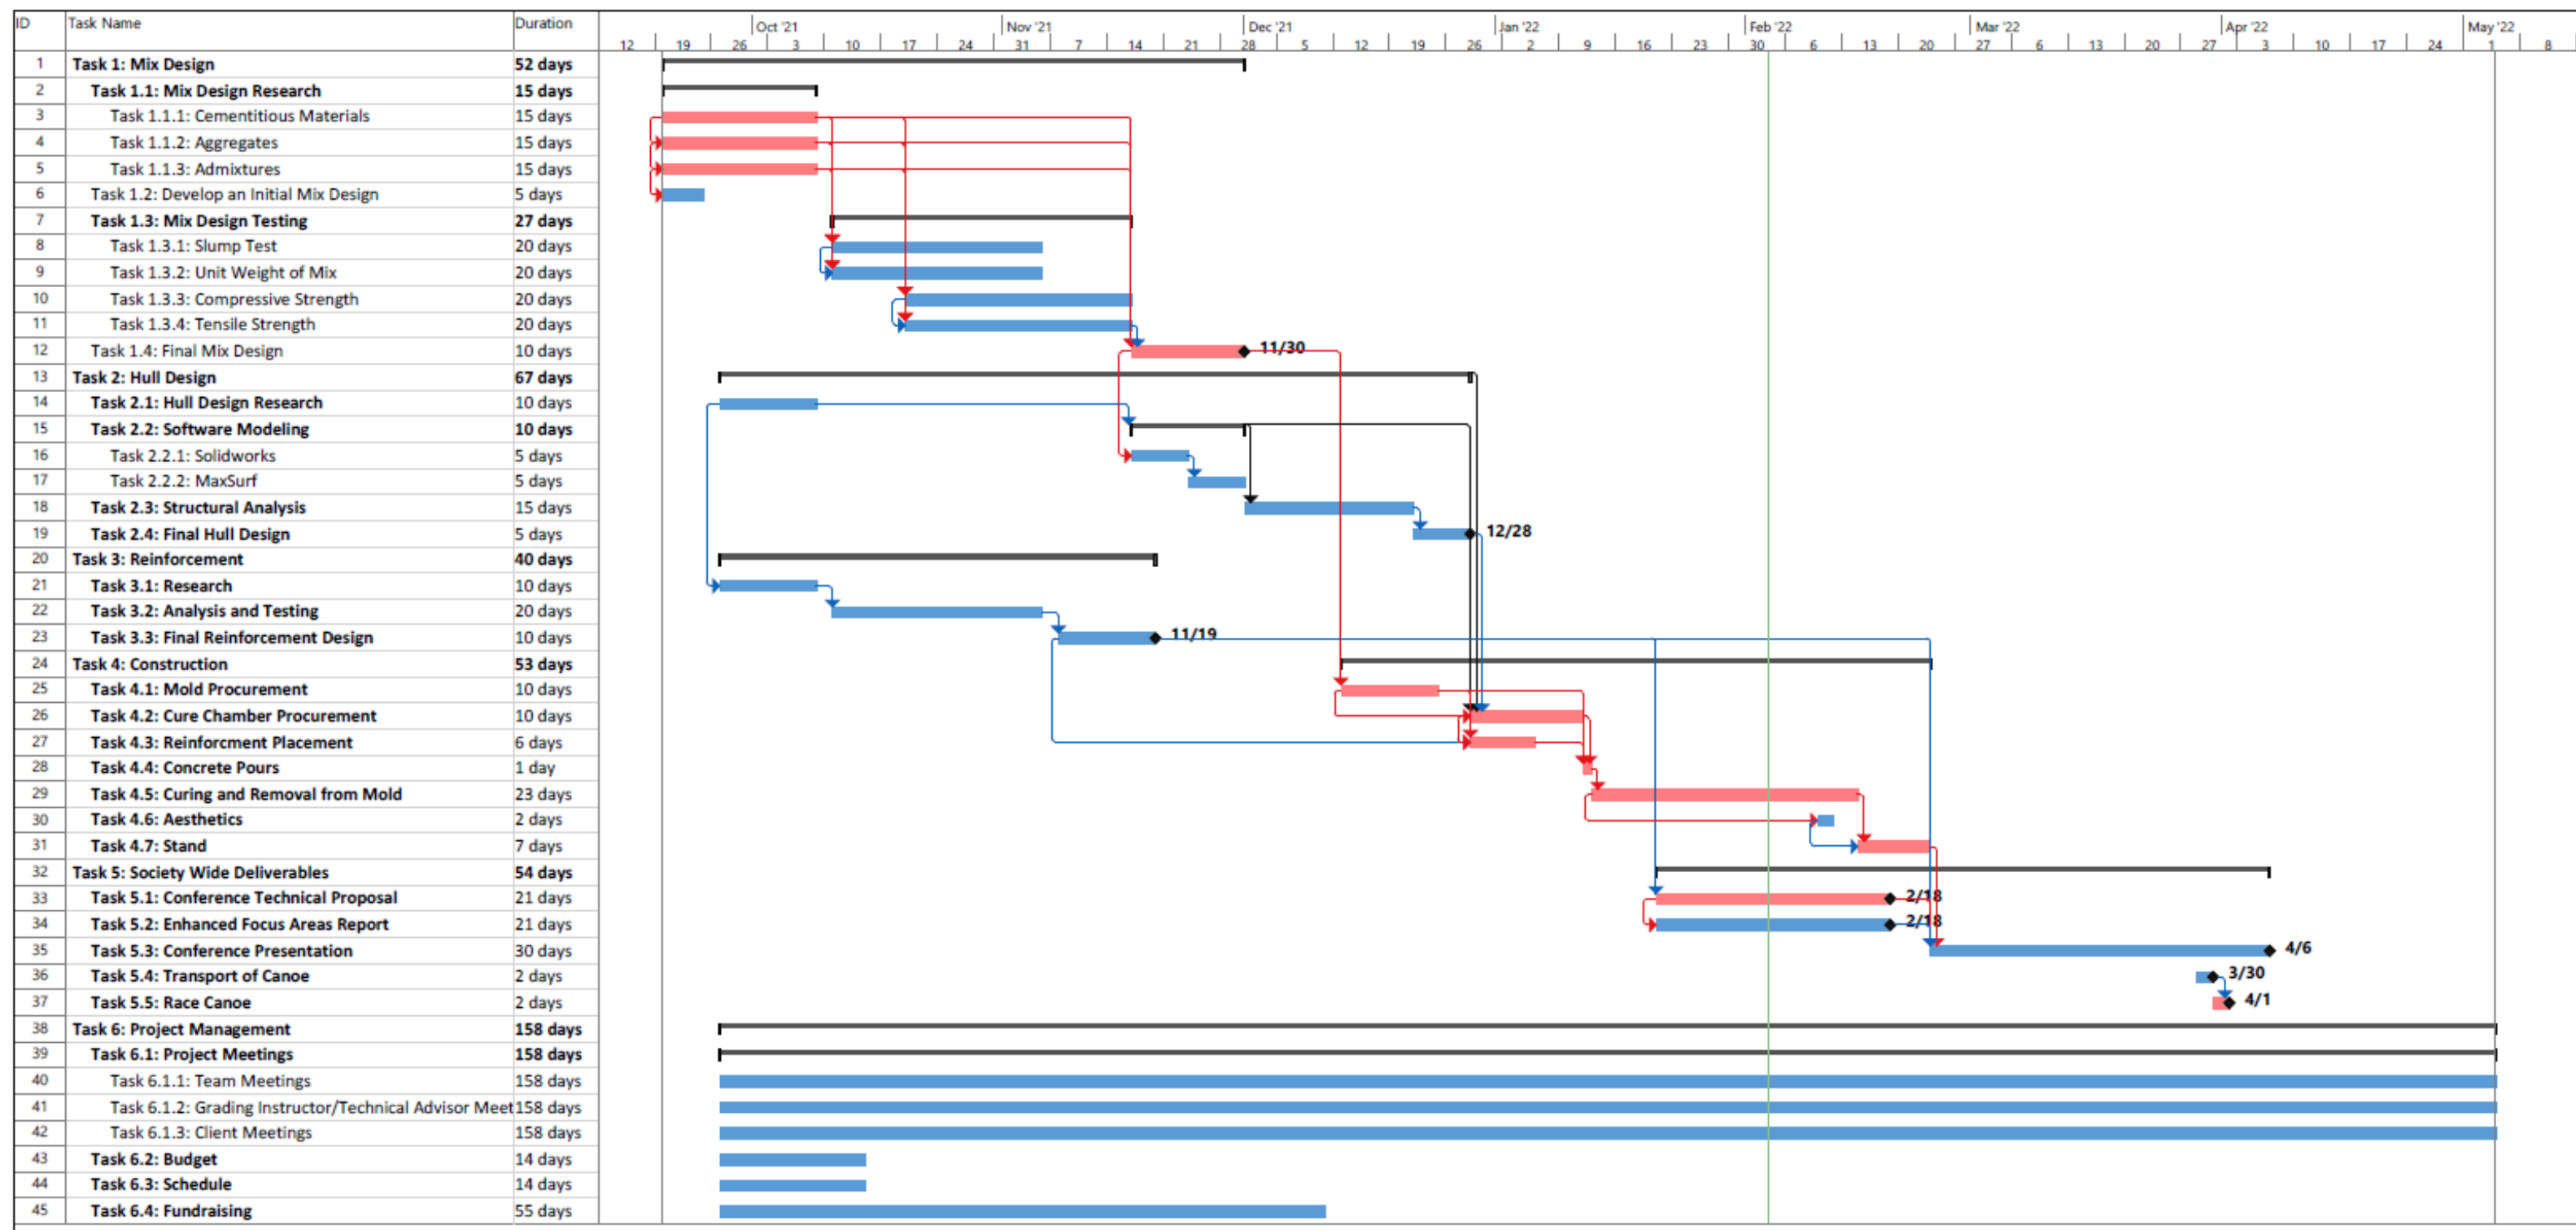 ID Task Name Duration Oct '21 Nov '21 Dec '21 Jan '22 Feb '22 Mar '22 Apr '22 May '22
12 19 26 3 10 17 24 31 7 14 21 28 5 12 19 26 2 9 16 23 30 6 13 20 27 6 13 20 27 3 10 17 24 1 8
1 Task 1: Mix Design 52 days
2 Task 1.1: Mix Design Research 15 days
3 Task 1.1.1: Cementitious Materials 15 days
4 Task 1.1.2: Aggregates 15 days
5 Task 1.1.3: Admixtures 15 days
6 Task 1.2: Develop an Initial Mix Design 5 days
7 Task 1.3: Mix Design Testing 27 days
8 Task 1.3.1: Slump Test 20 days
9 Task 1.3.2: Unit Weight of Mix 20 days
10 Task 1.3.3: Compressive Strength 20 days
11 Task 1.3.4: Tensile Strength 20 days
12 Task 1.4: Final Mix Design 10 days 11/30
13 Task 2: Hull Design 67 days
14 Task 2.1: Hull Design Research 10 days
15 Task 2.2: Software Modeling 10 days
16 Task 2.2.1: Solidworks 5 days
17 Task 2.2.2: MaxSurf 5 days
18 Task 2.3: Structural Analysis 15 days
19 Task 2.4: Final Hull Design 5 days 12/28
20 Task 3: Reinforcement 40 days
21 Task 3.1: Research 10 days
22 Task 3.2: Analysis and Testing 20 days
23 Task 3.3: Final Reinforcement Design 10 days 11/19
24 Task 4: Construction 53 days
25 Task 4.1: Mold Procurement 10 days
26 Task 4.2: Cure Chamber Procurement 10 days
27 Task 4.3: Reinforcment Placement 6 days
28 Task 4.4: Concrete Pours 1 day
29 Task 4.5: Curing and Removal from Mold 23 days
30 Task 4.6: Aesthetics 2 days
31 Task 4.7: Stand 7 days
32 Task 5: Society Wide Deliverables 54 days
33 Task 5.1: Conference Technical Proposal 21 days 2/18
34 Task 5.2: Enhanced Focus Areas Report 21 days 2/18
35 Task 5.3: Conference Presentation 30 days 4/6
36 Task 5.4: Transport of Canoe 2 days 3/30
37 Task 5.5: Race Canoe 2 days 4/1
38 Task 6: Project Management 158 days
39 Task 6.1: Project Meetings 158 days
40 Task 6.1.1: Team Meetings 158 days
41 Task 6.1.2: Grading Instructor/Technical Advisor Meet 158 days
42 Task 6.1.3: Client Meetings 158 days
43 Task 6.2: Budget 14 days
44 Task 6.3: Schedule 14 days
45 Task 6.4: Fundraising 55 days